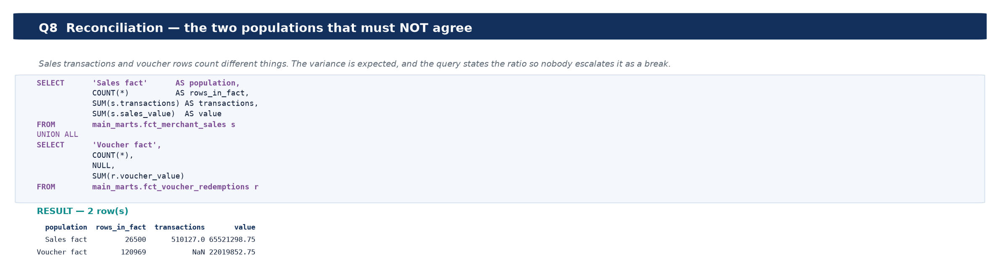 Q8  Reconciliation — the two populations that must NOT agree
Sales transactions and voucher rows count different things. The variance is expected, and the query states the ratio so nobody escalates it as a break.
SELECT      'Sales fact'      AS population,
            COUNT(*)          AS rows_in_fact,
            SUM(s.transactions) AS transactions,
            SUM(s.sales_value)  AS value
FROM        main_marts.fct_merchant_sales s
UNION ALL
SELECT      'Voucher fact',
            COUNT(*),
            NULL,
            SUM(r.voucher_value)
FROM        main_marts.fct_voucher_redemptions r
RESULT — 2 row(s)
  population  rows_in_fact  transactions       value
  Sales fact         26500      510127.0 65521298.75
Voucher fact        120969           NaN 22019852.75